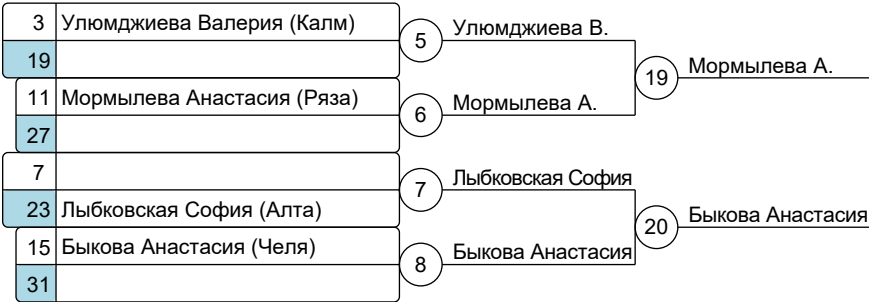 3 Улюмджиева Валерия (Калм)
19
5 Улюмджиева В.
11 Мормылева Анастасия (Ряза)
27
6 Мормылева А.
19 Мормылева А.
7
23 Лыбковская София (Алта)
7 Лыбковская София
15 Быкова Анастасия (Челя)
31
8 Быкова Анастасия
20 Быкова Анастасия